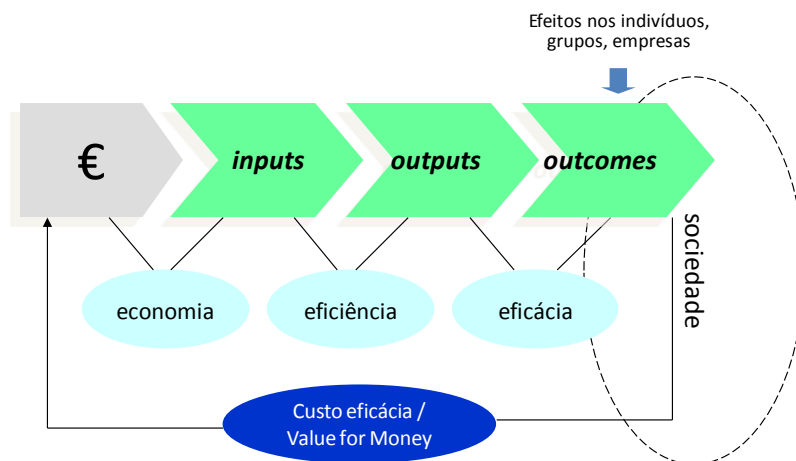 Efeitos nos indivíduos,
grupos, empresas
€
inputs
outputs
outcomes
economia
eficiência
eficácia
sociedade
Custo eficácia /
Value for Money